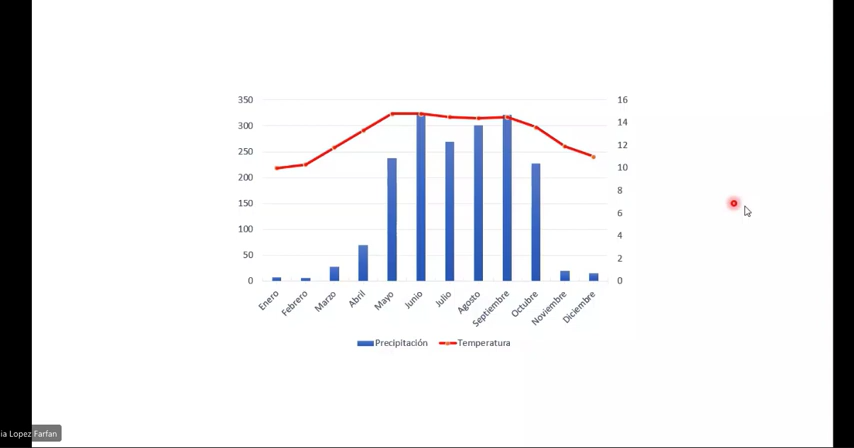 350
300
250
200
150
100
50
0
16
14
12
10
8
6
4
2
0
Enero
Febrero
Marzo
Abril
Mayo
Junio
Julio
Agosto
Septiembre
Octubre
Noviembre
Diciembre
Precipitación Temperatura
ia Lopez Farfan